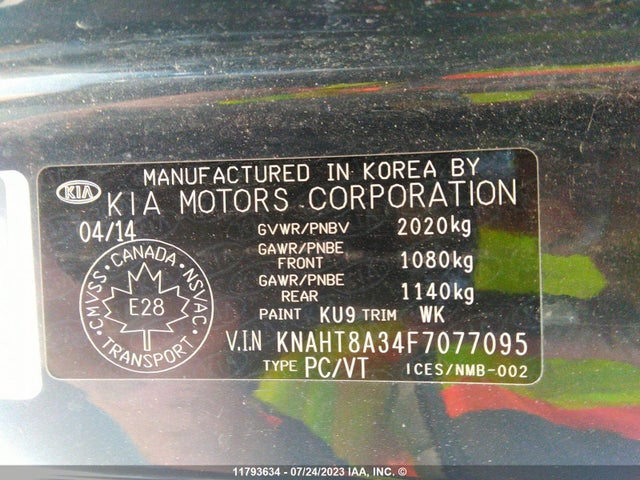 MANUFACTURED IN KOREA BY
KIA KIA MOTORS CORPORATION
04/14 GVWR/PNBV 2020kg
GAWR/PNBE FRONT 1080kg
GAWR/PNBE REAR 1140kg
PAINT KU9 TRIM WK
V.I.N KNAHT8A34F7077095
TYPE PC/VT ICES/NMB-002
CMVSS · CANADA · NSVAC · TRANSPORT ·
E28
11793634 - 07/24/2023 IAA, INC. ©